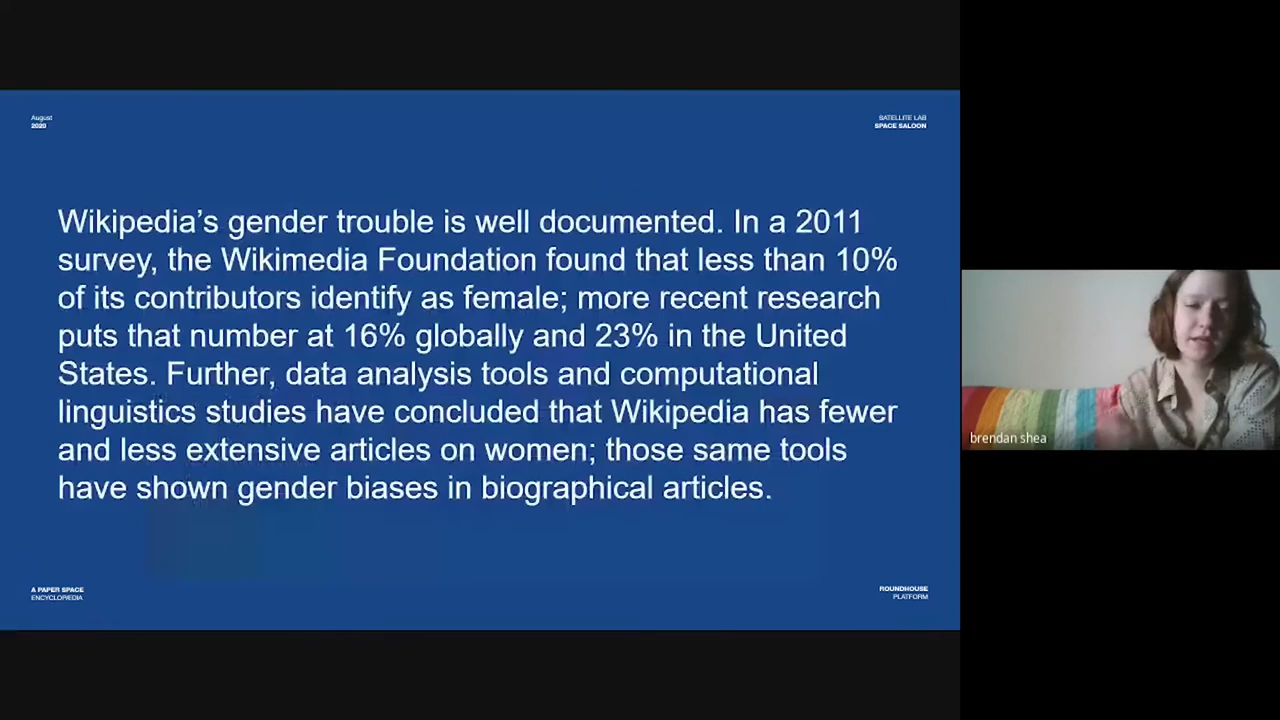 August
2020
SATELLITE LAB
SPACE SALOON
Wikipedia’s gender trouble is well documented. In a 2011
survey, the Wikimedia Foundation found that less than 10%
of its contributors identify as female; more recent research
puts that number at 16% globally and 23% in the United
States. Further, data analysis tools and computational
linguistics studies have concluded that Wikipedia has fewer
and less extensive articles on women; those same tools
have shown gender biases in biographical articles.
brendan shea
A PAPER SPACE
ENCYCLOPÆDIA
ROUNDHOUSE
PLATFORM